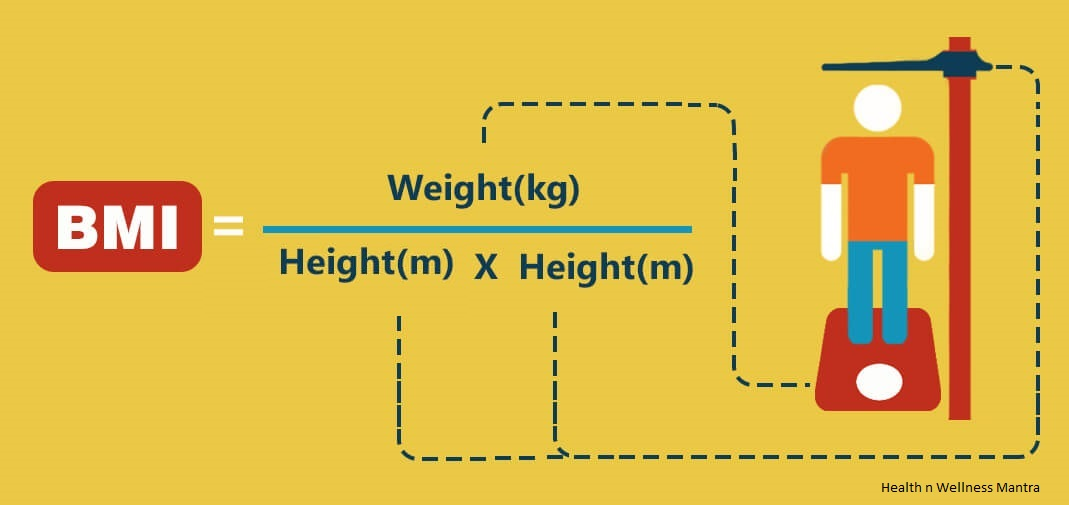 BMI =
Weight(kg)
Height(m) X Height(m)
Health n Wellness Mantra